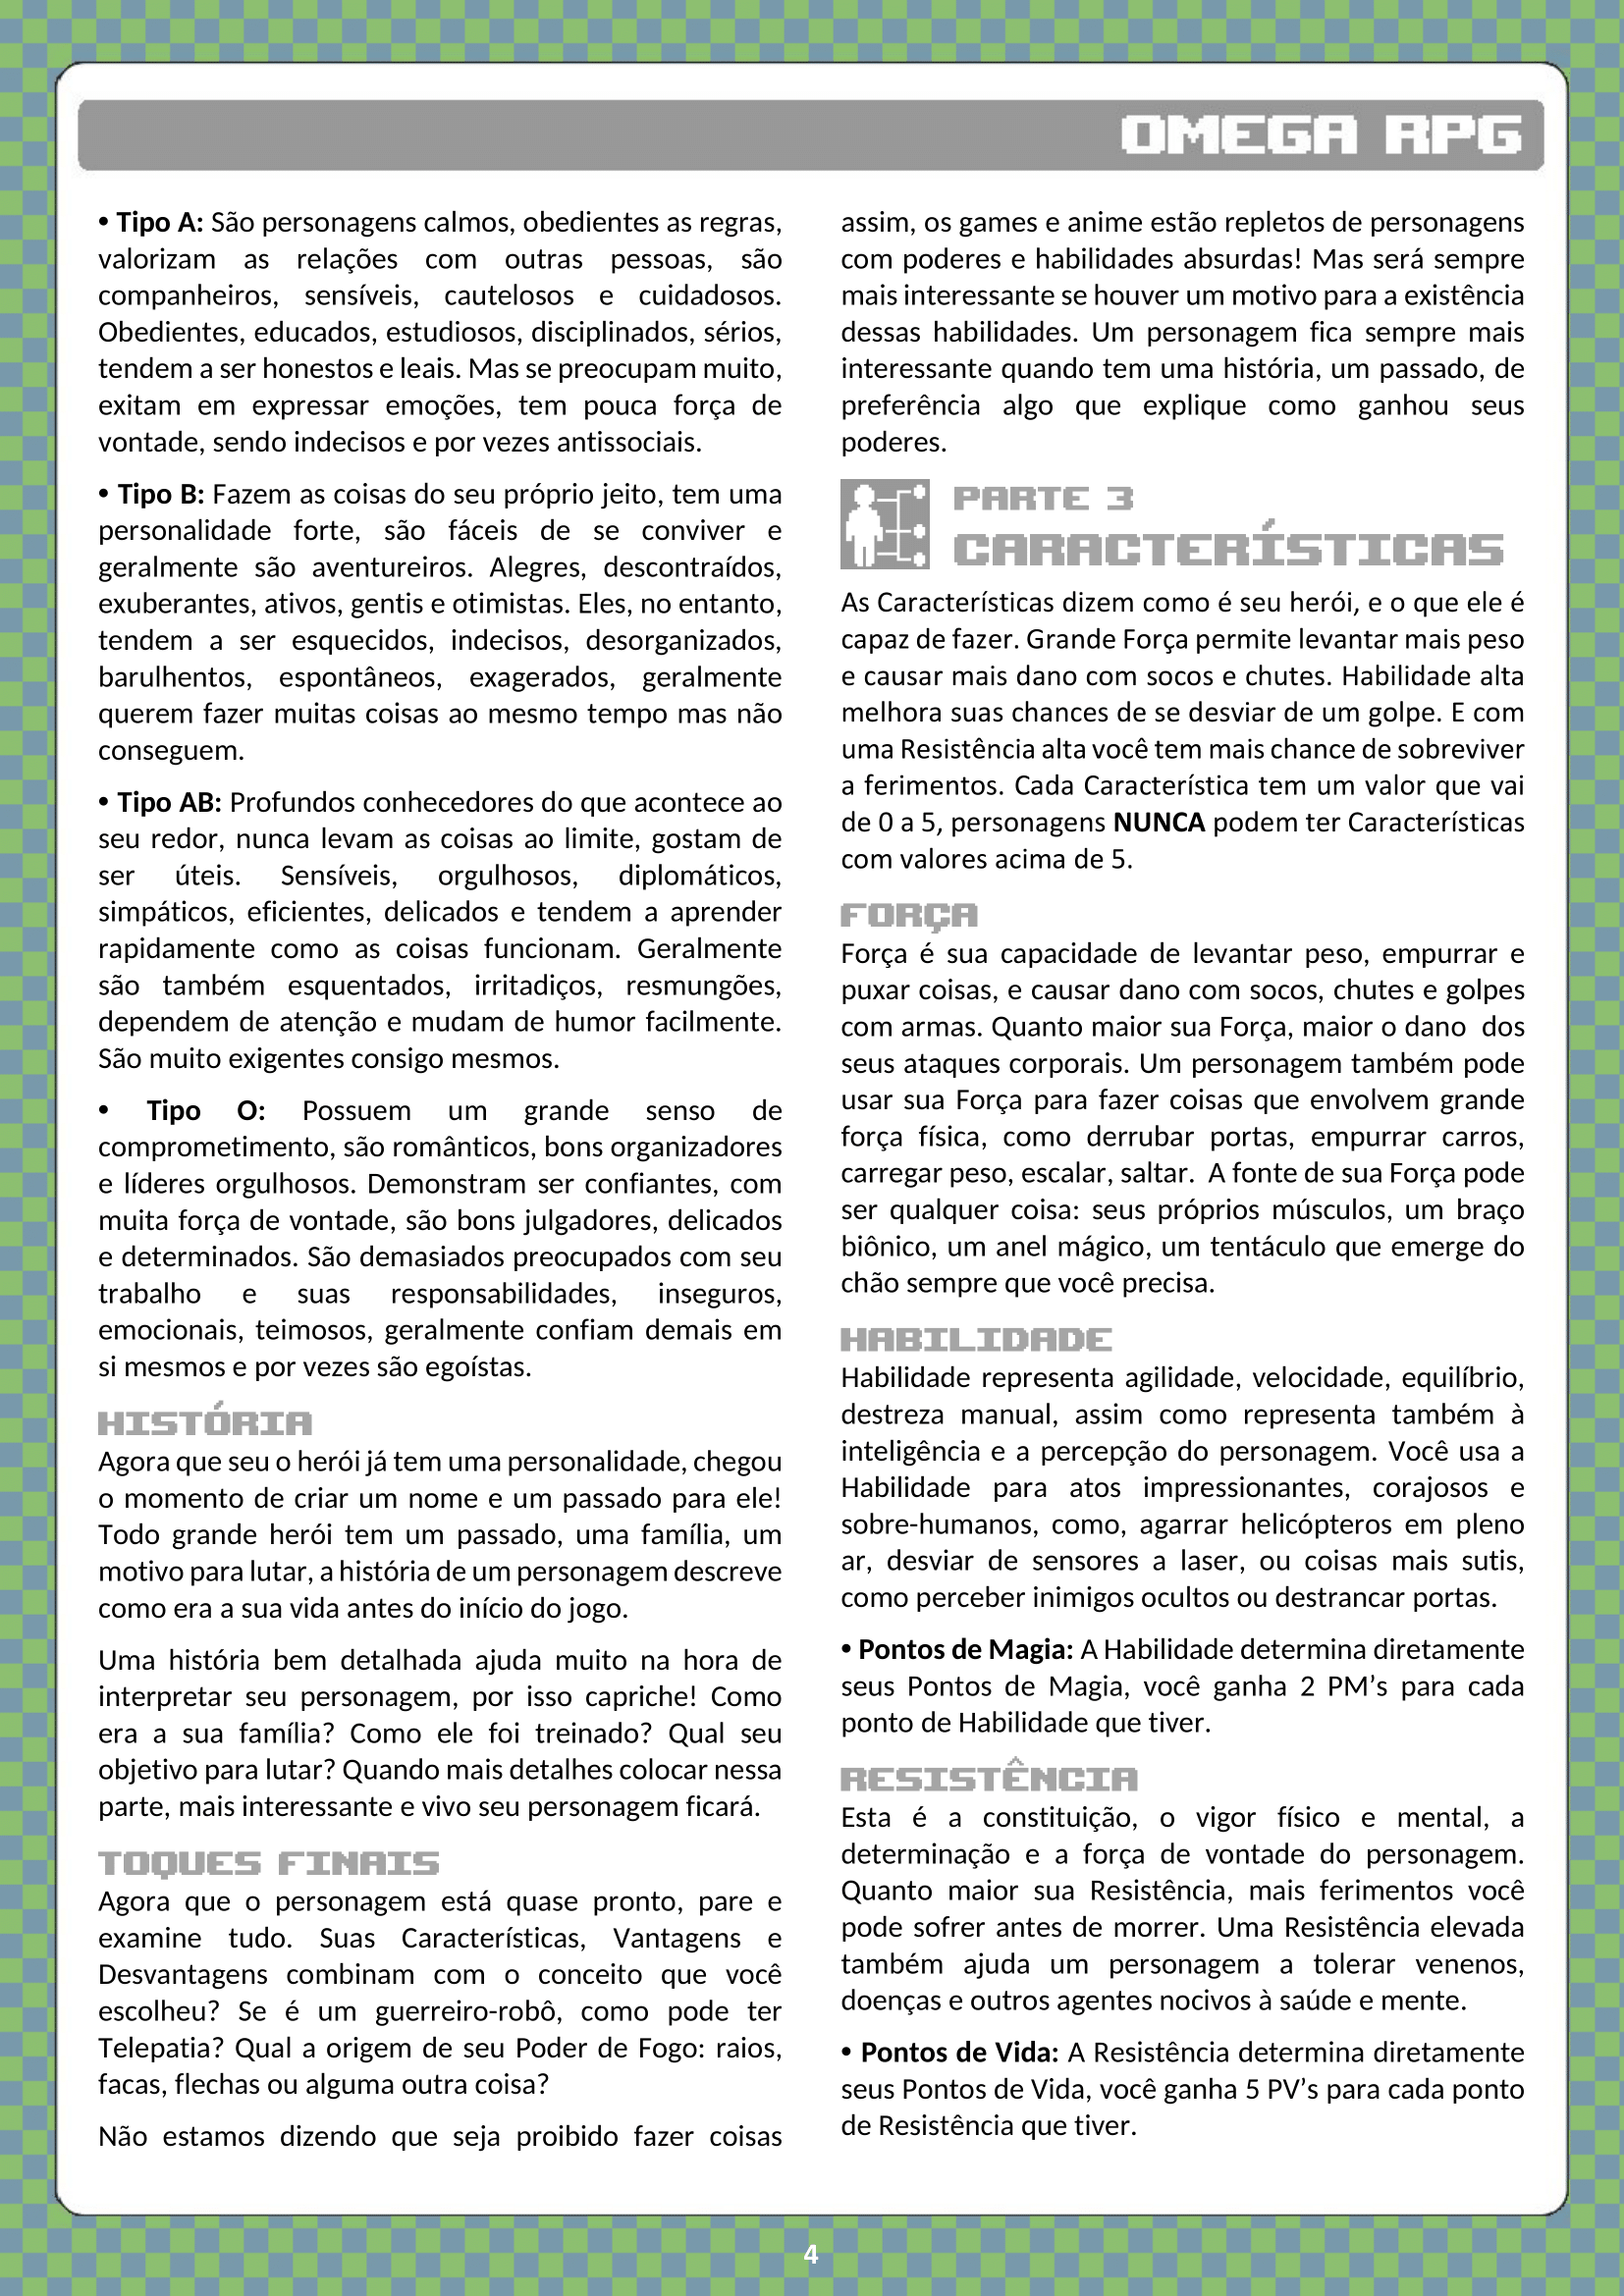 OMEGA RPG
• Tipo A: São personagens calmos, obedientes as regras,
valorizam as relações com outras pessoas, são
companheiros, sensíveis, cautelosos e cuidadosos.
Obedientes, educados, estudiosos, disciplinados, sérios,
tendem a ser honestos e leais. Mas se preocupam muito,
exitam em expressar emoções, tem pouca força de
vontade, sendo indecisos e por vezes antissociais.
• Tipo B: Fazem as coisas do seu próprio jeito, tem uma
personalidade forte, são fáceis de se conviver e
geralmente são aventureiros. Alegres, descontraídos,
exuberantes, ativos, gentis e otimistas. Eles, no entanto,
tendem a ser esquecidos, indecisos, desorganizados,
barulhentos, espontâneos, exagerados, geralmente
querem fazer muitas coisas ao mesmo tempo mas não
conseguem.
• Tipo AB: Profundos conhecedores do que acontece ao
seu redor, nunca levam as coisas ao limite, gostam de
ser úteis. Sensíveis, orgulhosos, diplomáticos,
simpáticos, eficientes, delicados e tendem a aprender
rapidamente como as coisas funcionam. Geralmente
são também esquentados, irritadiços, resmungões,
dependem de atenção e mudam de humor facilmente.
São muito exigentes consigo mesmos.
• Tipo O: Possuem um grande senso de
comprometimento, são românticos, bons organizadores
e líderes orgulhosos. Demonstram ser confiantes, com
muita força de vontade, são bons julgadores, delicados
e determinados. São demasiados preocupados com seu
trabalho e suas responsabilidades, inseguros,
emocionais, teimosos, geralmente confiam demais em
si mesmos e por vezes são egoístas.
HISTÓRIA
Agora que seu o herói já tem uma personalidade, chegou
o momento de criar um nome e um passado para ele!
Todo grande herói tem um passado, uma família, um
motivo para lutar, a história de um personagem descreve
como era a sua vida antes do início do jogo.
Uma história bem detalhada ajuda muito na hora de
interpretar seu personagem, por isso capriche! Como
era a sua família? Como ele foi treinado? Qual seu
objetivo para lutar? Quando mais detalhes colocar nessa
parte, mais interessante e vivo seu personagem ficará.
TOQUES FINAIS
Agora que o personagem está quase pronto, pare e
examine tudo. Suas Características, Vantagens e
Desvantagens combinam com o conceito que você
escolheu? Se é um guerreiro-robô, como pode ter
Telepatia? Qual a origem de seu Poder de Fogo: raios,
facas, flechas ou alguma outra coisa?
Não estamos dizendo que seja proibido fazer coisas
assim, os games e anime estão repletos de personagens
com poderes e habilidades absurdas! Mas será sempre
mais interessante se houver um motivo para a existência
dessas habilidades. Um personagem fica sempre mais
interessante quando tem uma história, um passado, de
preferência algo que explique como ganhou seus
poderes.
PARTE 3
CARACTERÍSTICAS
As Características dizem como é seu herói, e o que ele é
capaz de fazer. Grande Força permite levantar mais peso
e causar mais dano com socos e chutes. Habilidade alta
melhora suas chances de se desviar de um golpe. E com
uma Resistência alta você tem mais chance de sobreviver
a ferimentos. Cada Característica tem um valor que vai
de 0 a 5, personagens NUNCA podem ter Características
com valores acima de 5.
FORÇA
Força é sua capacidade de levantar peso, empurrar e
puxar coisas, e causar dano com socos, chutes e golpes
com armas. Quanto maior sua Força, maior o dano dos
seus ataques corporais. Um personagem também pode
usar sua Força para fazer coisas que envolvem grande
força física, como derrubar portas, empurrar carros,
carregar peso, escalar, saltar. A fonte de sua Força pode
ser qualquer coisa: seus próprios músculos, um braço
biônico, um anel mágico, um tentáculo que emerge do
chão sempre que você precisa.
HABILIDADE
Habilidade representa agilidade, velocidade, equilíbrio,
destreza manual, assim como representa também à
inteligência e a percepção do personagem. Você usa a
Habilidade para atos impressionantes, corajosos e
sobre-humanos, como, agarrar helicópteros em pleno
ar, desviar de sensores a laser, ou coisas mais sutis,
como perceber inimigos ocultos ou destrancar portas.
• Pontos de Magia: A Habilidade determina diretamente
seus Pontos de Magia, você ganha 2 PM’s para cada
ponto de Habilidade que tiver.
RESISTÊNCIA
Esta é a constituição, o vigor físico e mental, a
determinação e a força de vontade do personagem.
Quanto maior sua Resistência, mais ferimentos você
pode sofrer antes de morrer. Uma Resistência elevada
também ajuda um personagem a tolerar venenos,
doenças e outros agentes nocivos à saúde e mente.
• Pontos de Vida: A Resistência determina diretamente
seus Pontos de Vida, você ganha 5 PV’s para cada ponto
de Resistência que tiver.
4